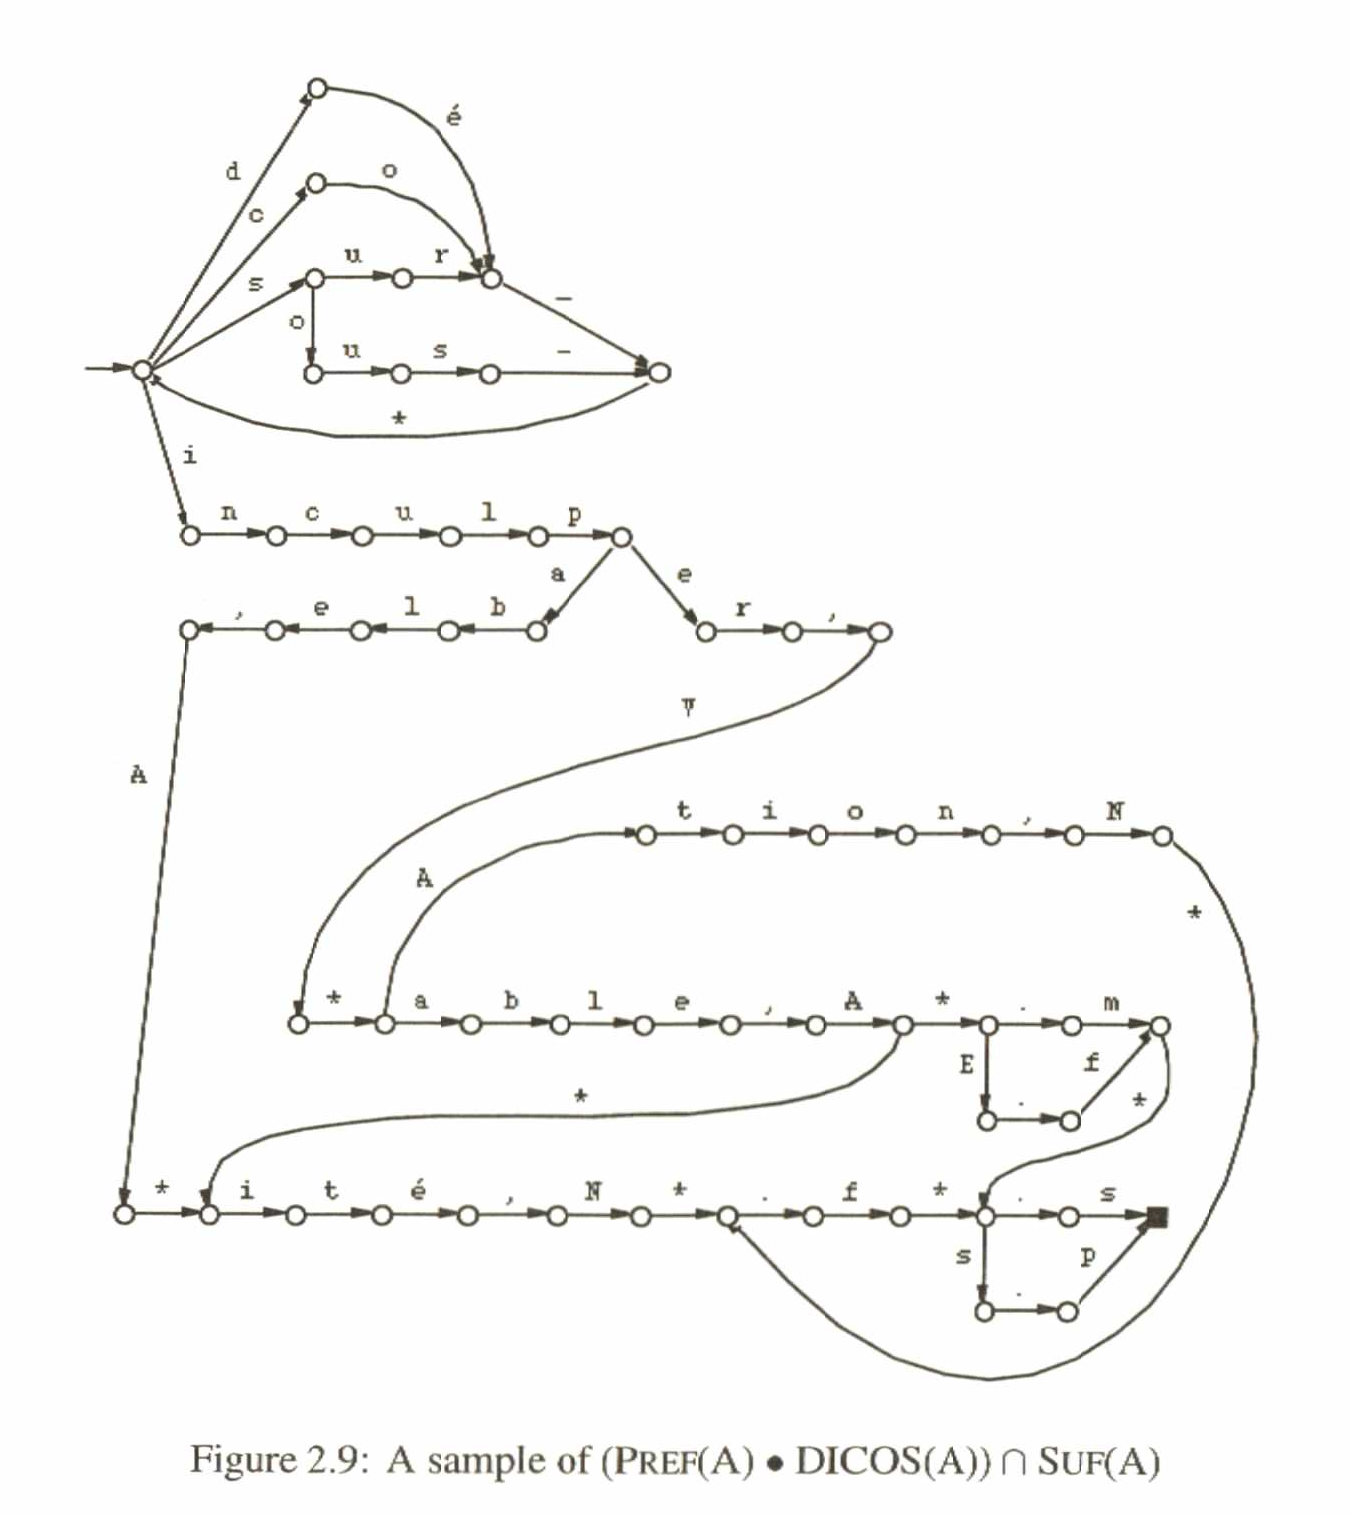 d
é
c
o
s
u r
–
o
u s –
*
i
n c u l p
a e
, e l b
r ,
V
A
t i o n , N
A
*
* a b l e , A * . m
E . f
*
*
* i t é , N * . f * . s
s . p
Figure 2.9: A sample of (PREF(A) • DICOS(A)) ∩ SUF(A)